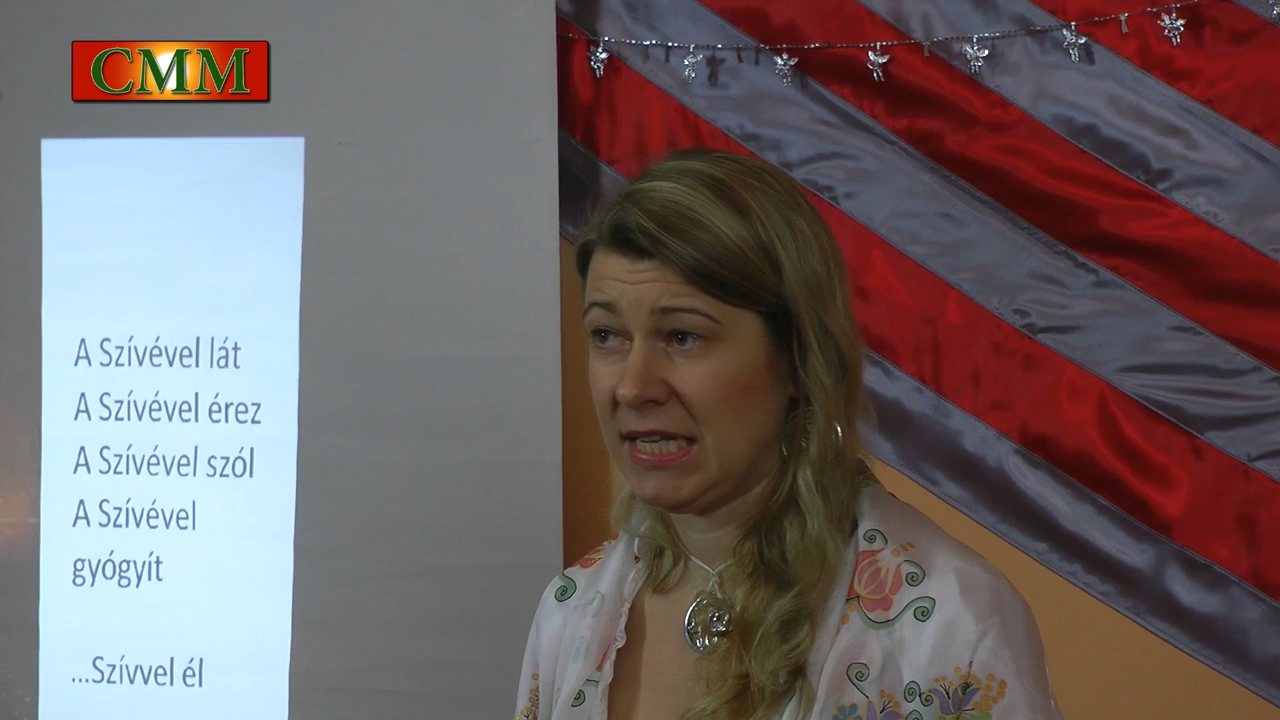 CMM
A Szívével lát
A Szívével érez
A Szívével szól
A Szívével
gyógyít
...Szívvel él